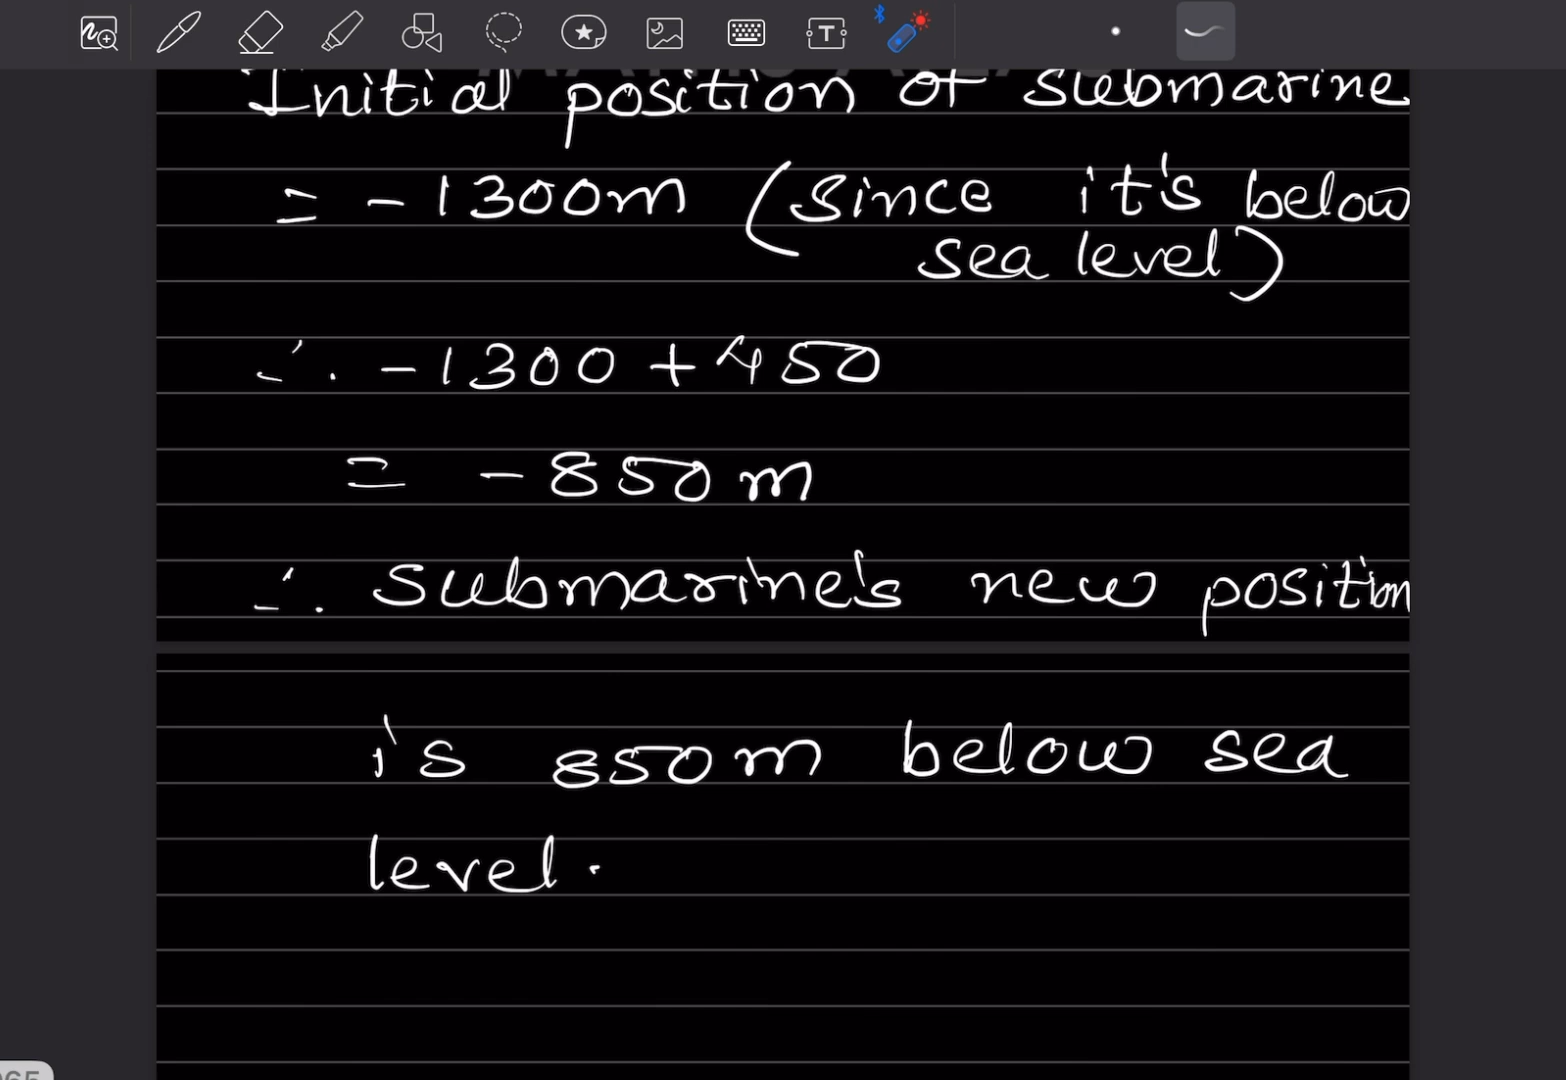 Initial position of submarine
= -1300m (Since it's below
sea level)
∴ -1300 + 450
= -850 m
∴ Submarine's new position
is 850m below sea
level.